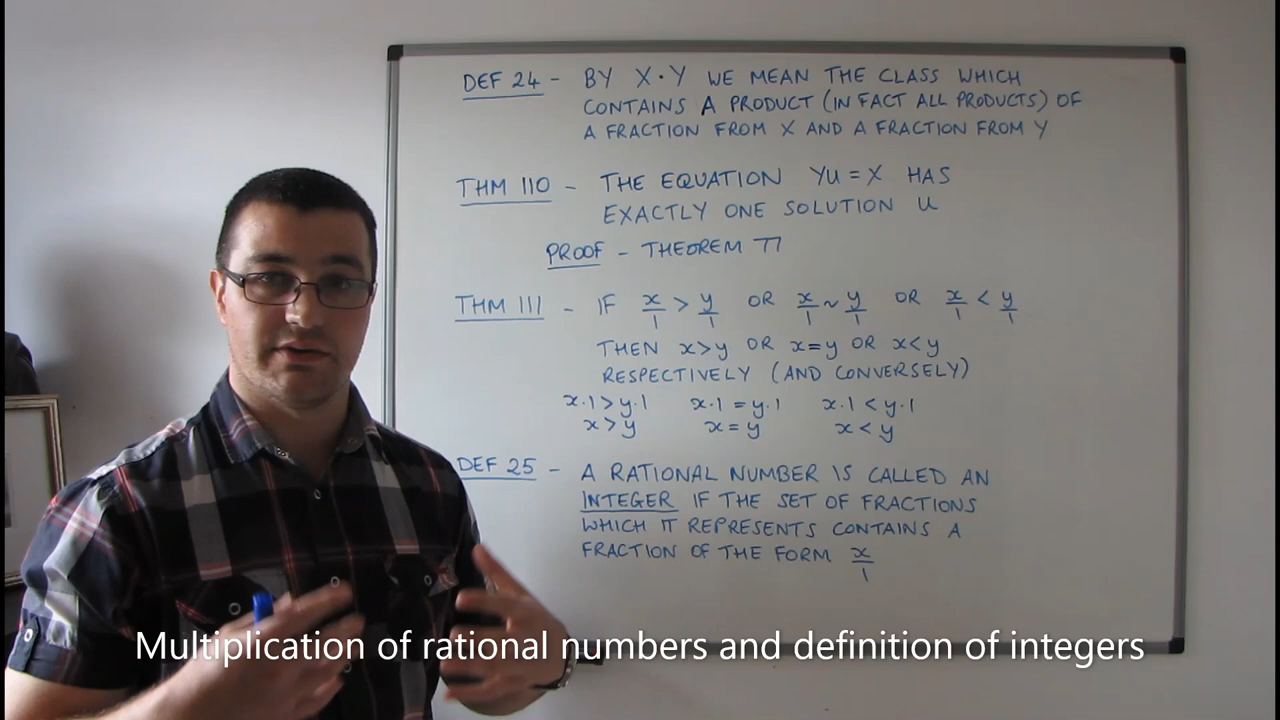 DEF 24 - BY X·Y WE MEAN THE CLASS WHICH
CONTAINS A PRODUCT (IN FACT ALL PRODUCTS) OF
A FRACTION FROM X AND A FRACTION FROM Y
THM 110 - THE EQUATION YU = X HAS
EXACTLY ONE SOLUTION U
PROOF - THEOREM 77
THM 111 - IF x/1 > y/1 OR x/1 ~ y/1 OR x/1 < y/1
THEN x>y OR x=y OR x<y
RESPECTIVELY (AND CONVERSELY)
x·1>y·1 x·1=y·1 x·1<y·1
x>y x=y x<y
DEF 25 - A RATIONAL NUMBER IS CALLED AN
INTEGER IF THE SET OF FRACTIONS
WHICH IT REPRESENTS CONTAINS A
FRACTION OF THE FORM x/1
Multiplication of rational numbers and definition of integers